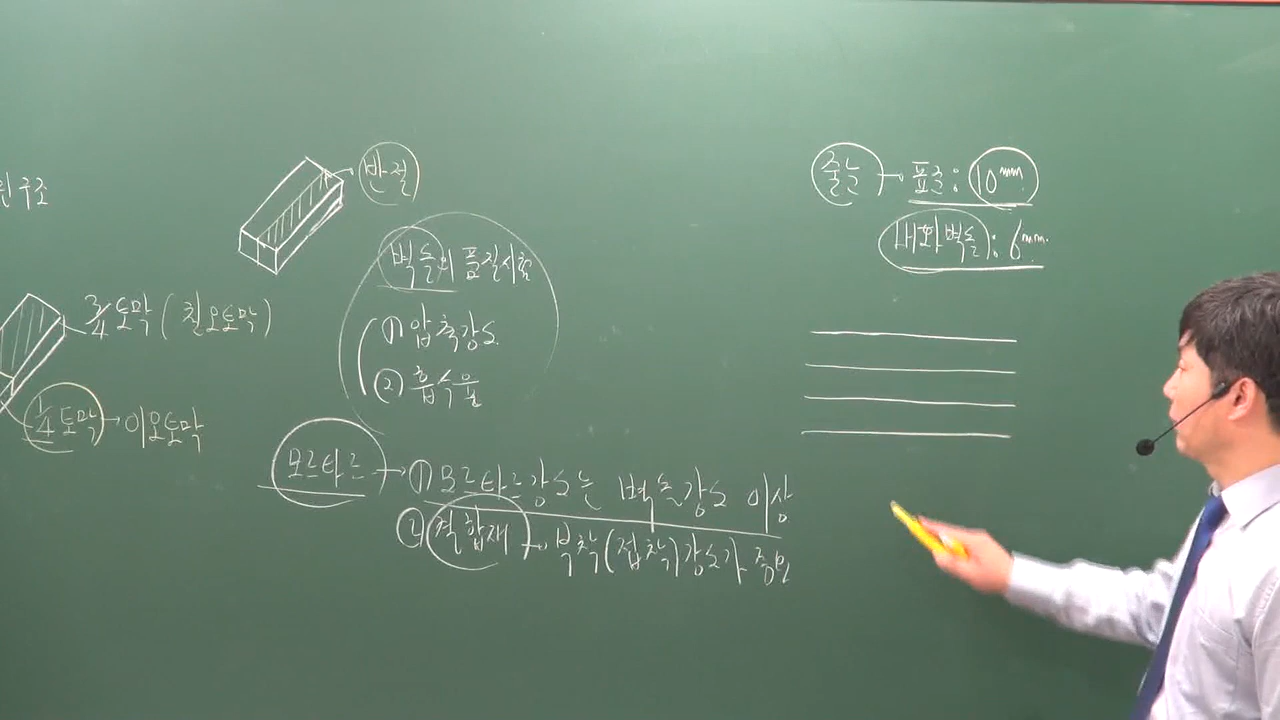 구조
반절
3/4 토막 (칠오토막)
1/4 토막 → 이오토막
벽돌의 품질시험
① 압축강도
② 흡수율
모르타르 → ① 모르타르강도는 벽돌강도 이상
② 결합재 → 부착(접착)강도가 중요
줄눈 → 표준: 10mm
내화벽돌: 6mm